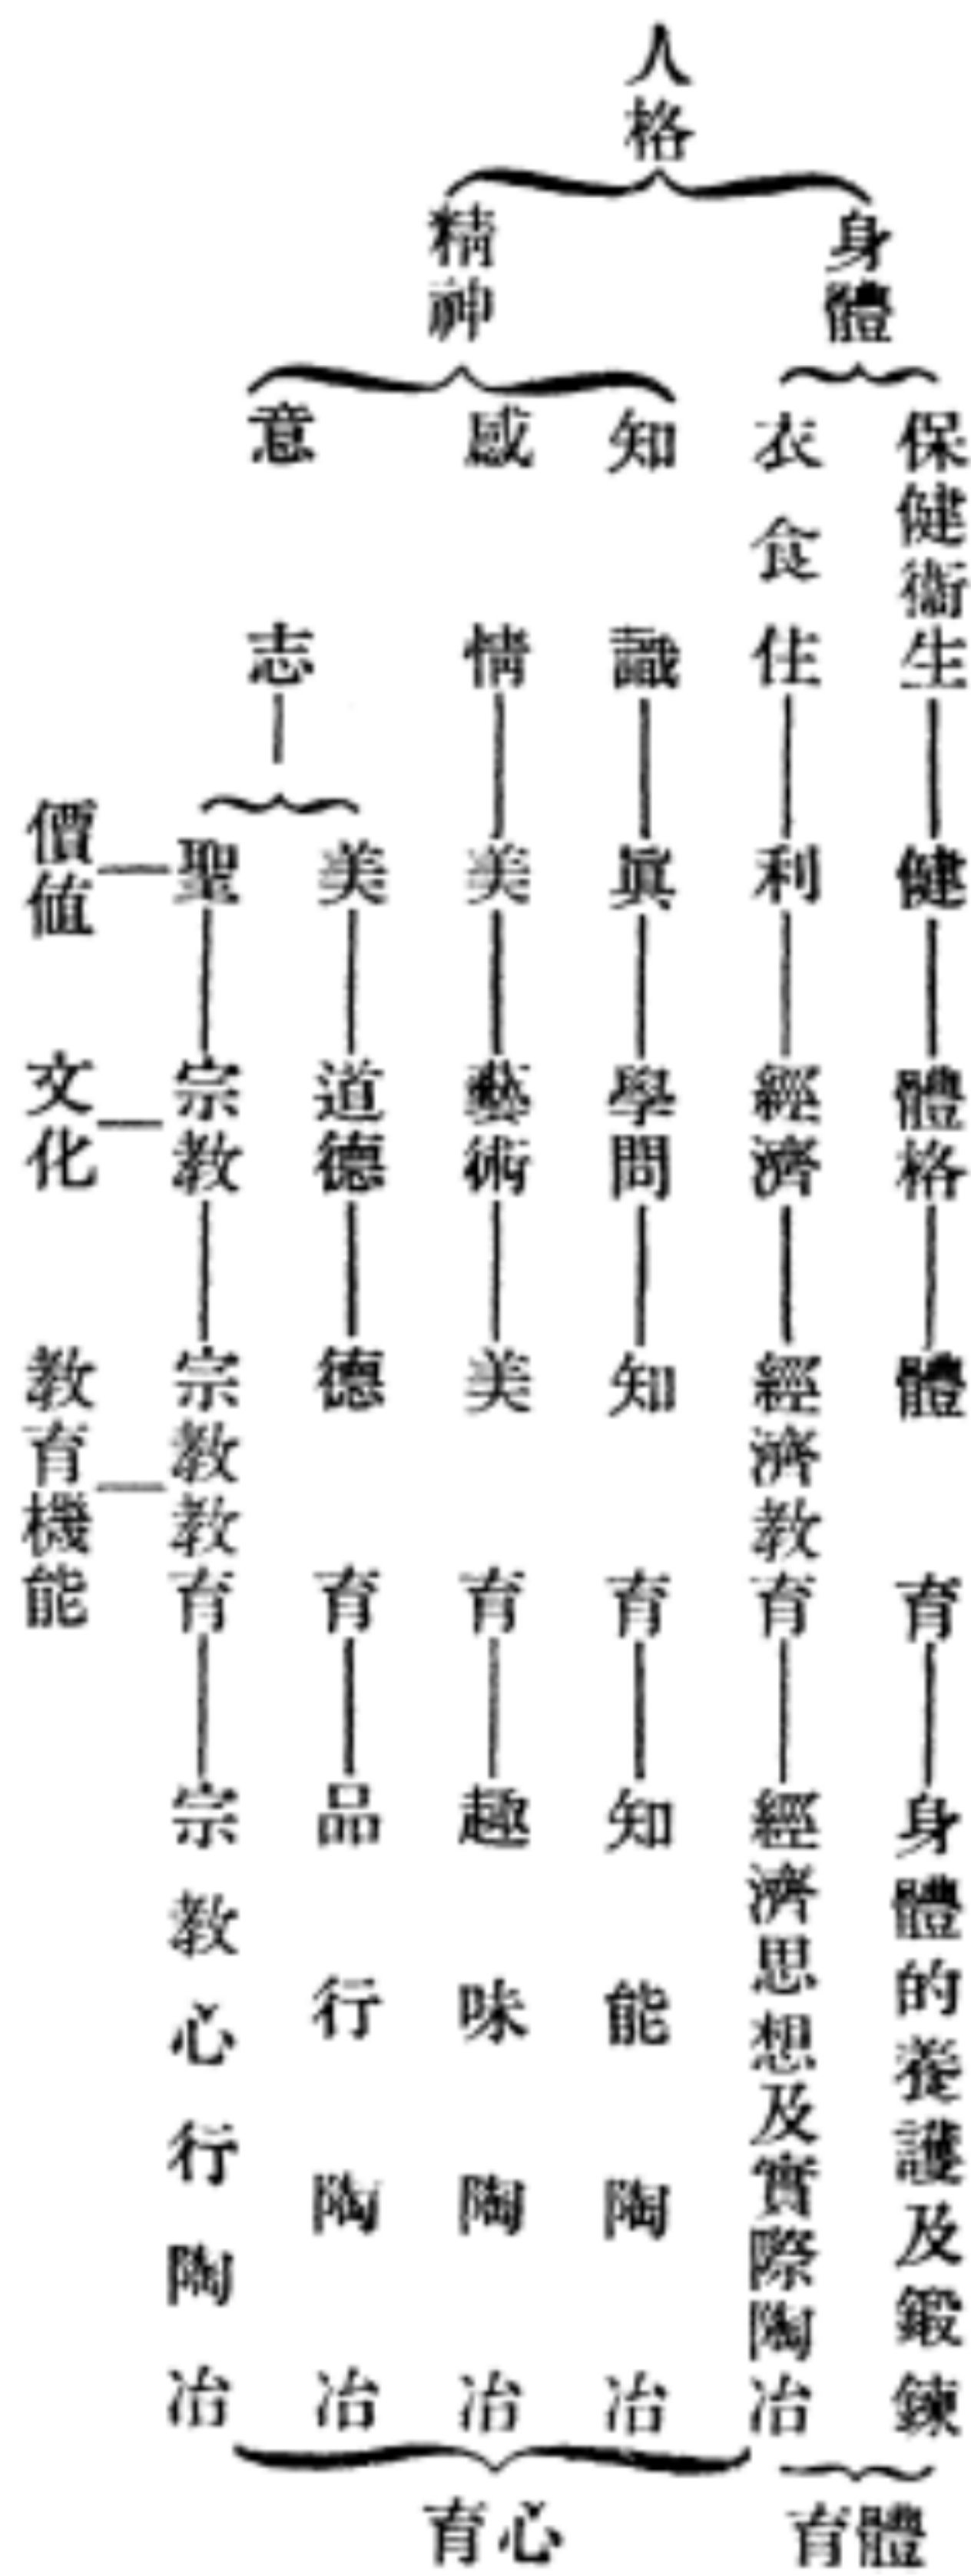 人格
身體
精神
保健衞生
衣食住
知識
感情
意志
健
利
眞
美
美
聖
價値
體格
經濟
學問
藝術
道德
宗教
文化
體育
經濟教育
知育
美育
德育
宗教教育
教育機能
身體的養護及鍛鍊
經濟思想及實際陶冶
知能陶冶
趣味陶冶
品行陶冶
宗教心行陶冶
育體
育心